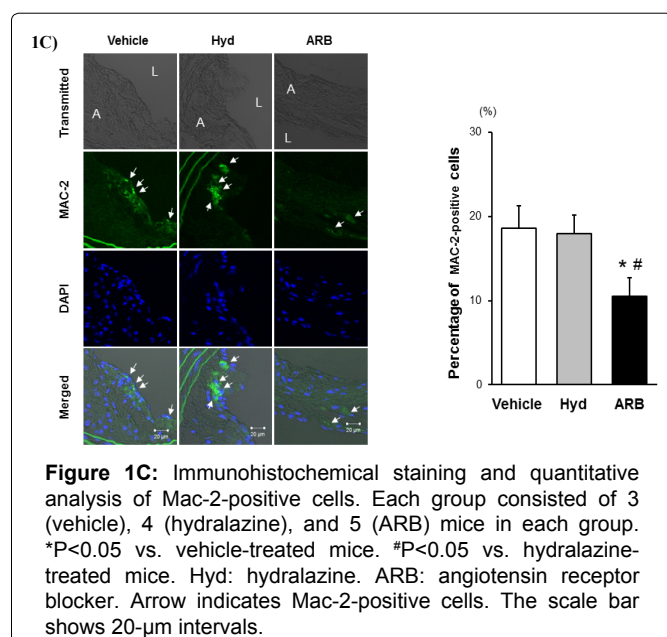 1C)
Vehicle Hyd ARB
Transmitted
L
A
L
A
A
L
MAC-2
DAPI
Merged
20 µm
20 µm
20 µm
(%)
Percentage of MAC-2-positive cells
30
20
10
0
* #
Vehicle Hyd ARB
Figure 1C: Immunohistochemical staining and quantitative
analysis of Mac-2-positive cells. Each group consisted of 3
(vehicle), 4 (hydralazine), and 5 (ARB) mice in each group.
*P<0.05 vs. vehicle-treated mice. #P<0.05 vs. hydralazine-
treated mice. Hyd: hydralazine. ARB: angiotensin receptor
blocker. Arrow indicates Mac-2-positive cells. The scale bar
shows 20-µm intervals.